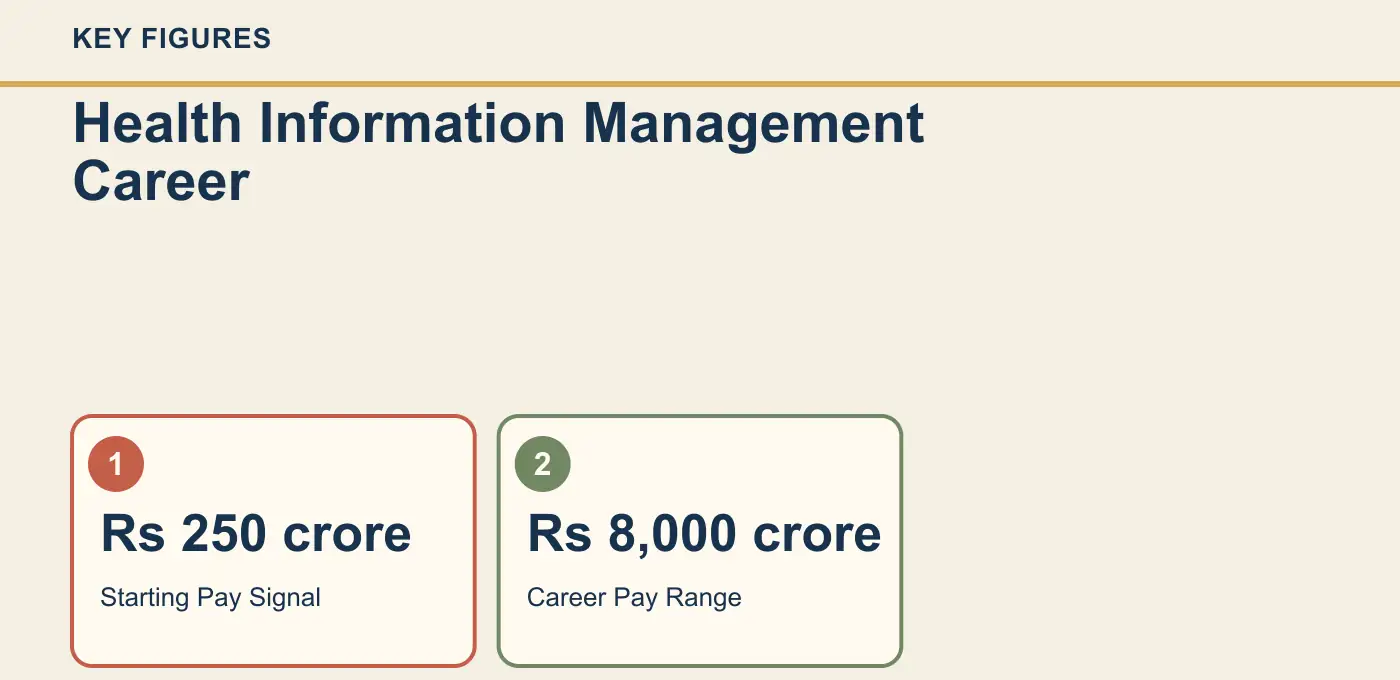 KEY FIGURES
Health Information Management
Career
1
Rs 250 crore
Starting Pay Signal
2
Rs 8,000 crore
Career Pay Range